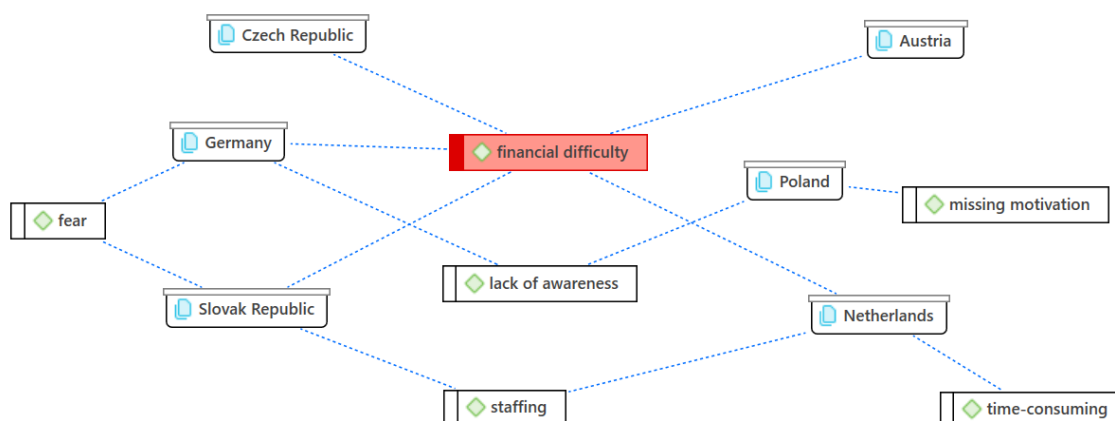 Czech Republic
Austria
Germany
financial difficulty
Poland
missing motivation
fear
lack of awareness
Slovak Republic
Netherlands
staffing
time-consuming